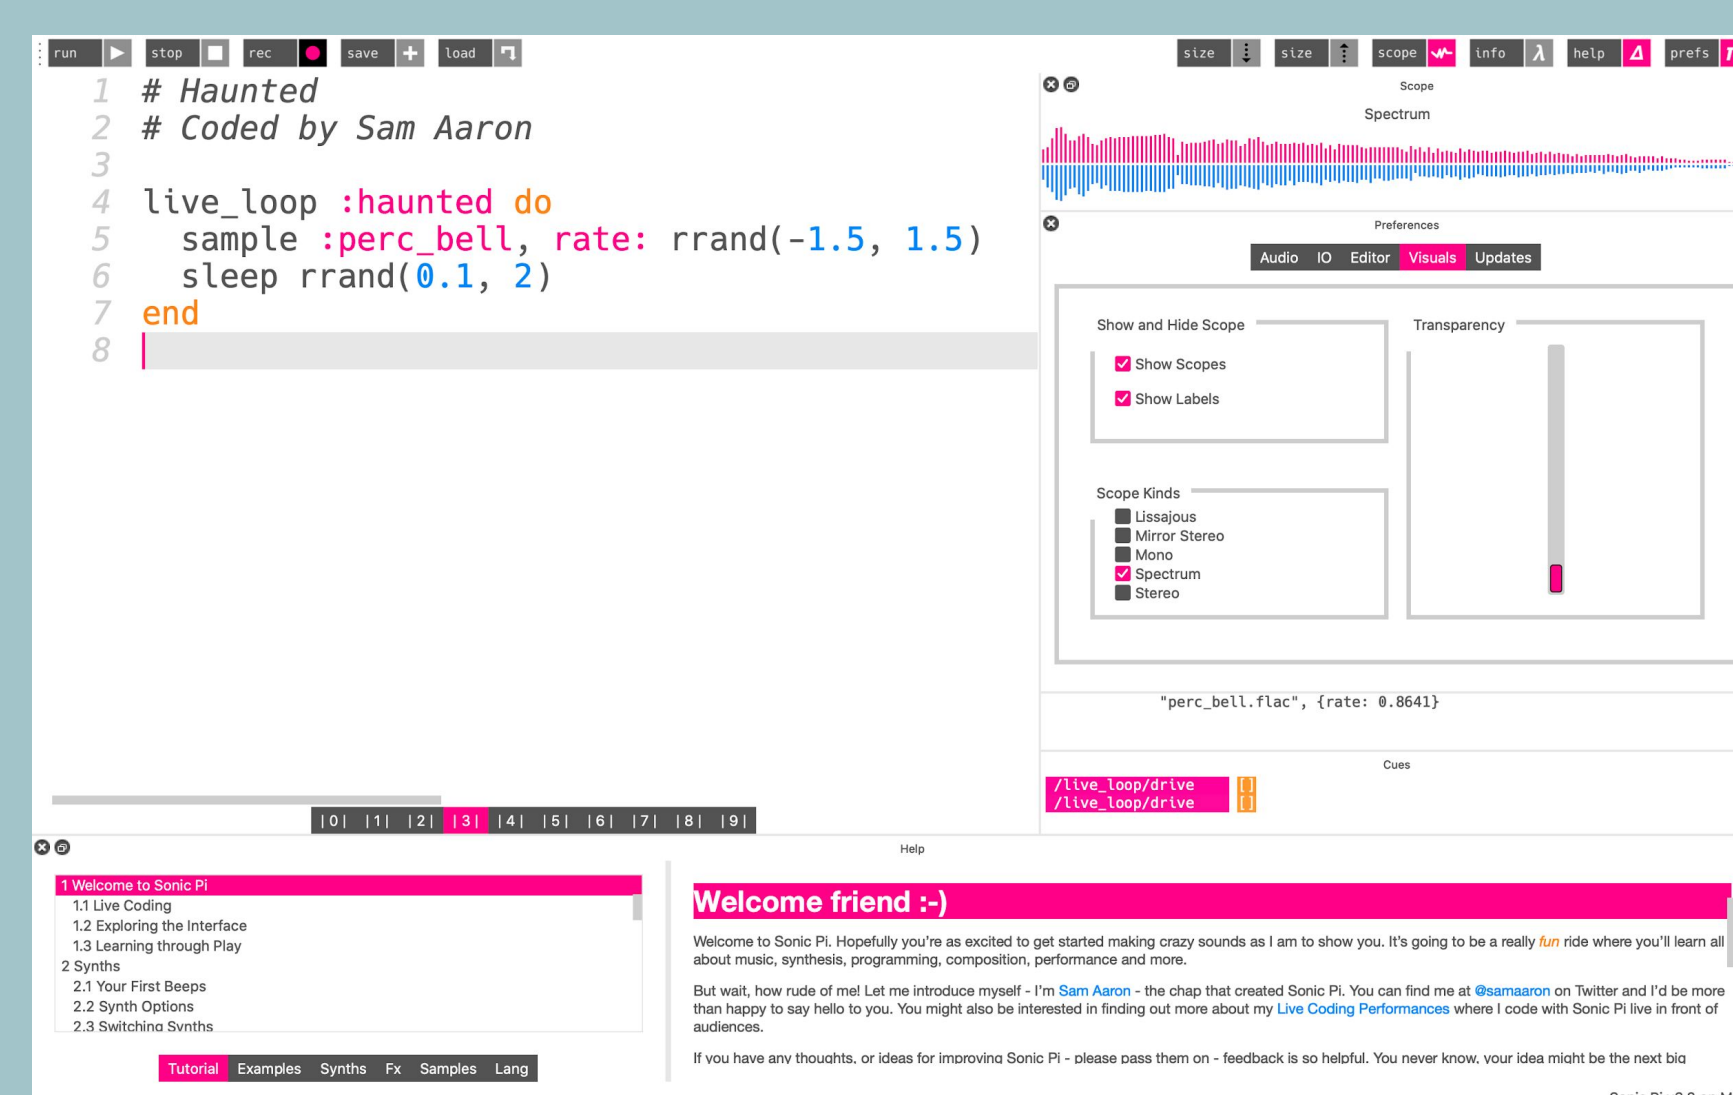 run stop rec save load size size scope info help prefs
1 # Haunted
2 # Coded by Sam Aaron
3
4 live_loop :haunted do
5 sample :perc_bell, rate: rrand(-1.5, 1.5)
6 sleep rrand(0.1, 2)
7 end
8
|0| |1| |2| |3| |4| |5| |6| |7| |8| |9|
Scope
Spectrum
Preferences
Audio IO Editor Visuals Updates
Show and Hide Scope
Show Scopes
Show Labels
Transparency
Scope Kinds
Lissajous
Mirror Stereo
Mono
Spectrum
Stereo
"perc_bell.flac", {rate: 0.8641}
Cues
/live_loop/drive []
/live_loop/drive []
Help
1 Welcome to Sonic Pi
1.1 Live Coding
1.2 Exploring the Interface
1.3 Learning through Play
2 Synths
2.1 Your First Beeps
2.2 Synth Options
2.3 Switching Synths
Tutorial Examples Synths Fx Samples Lang
Welcome friend :-)
Welcome to Sonic Pi. Hopefully you're as excited to get started making crazy sounds as I am to show you. It's going to be a really fun ride where you'll learn all
about music, synthesis, programming, composition, performance and more.
But wait, how rude of me! Let me introduce myself - I'm Sam Aaron - the chap that created Sonic Pi. You can find me at @samaaron on Twitter and I'd be more
than happy to say hello to you. You might also be interested in finding out more about my Live Coding Performances where I code with Sonic Pi live in front of
audiences.
If you have any thoughts, or ideas for improving Sonic Pi - please pass them on - feedback is so helpful. You never know, your idea might be the next big